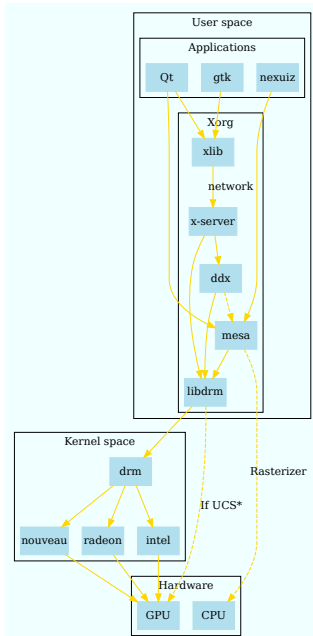 User space
Applications
Qt
gtk
nexuiz
Xorg
xlib
network
x-server
ddx
mesa
libdrm
Kernel space
drm
Rasterizer
If UCS*
nouveau
radeon
intel
Hardware
GPU
CPU